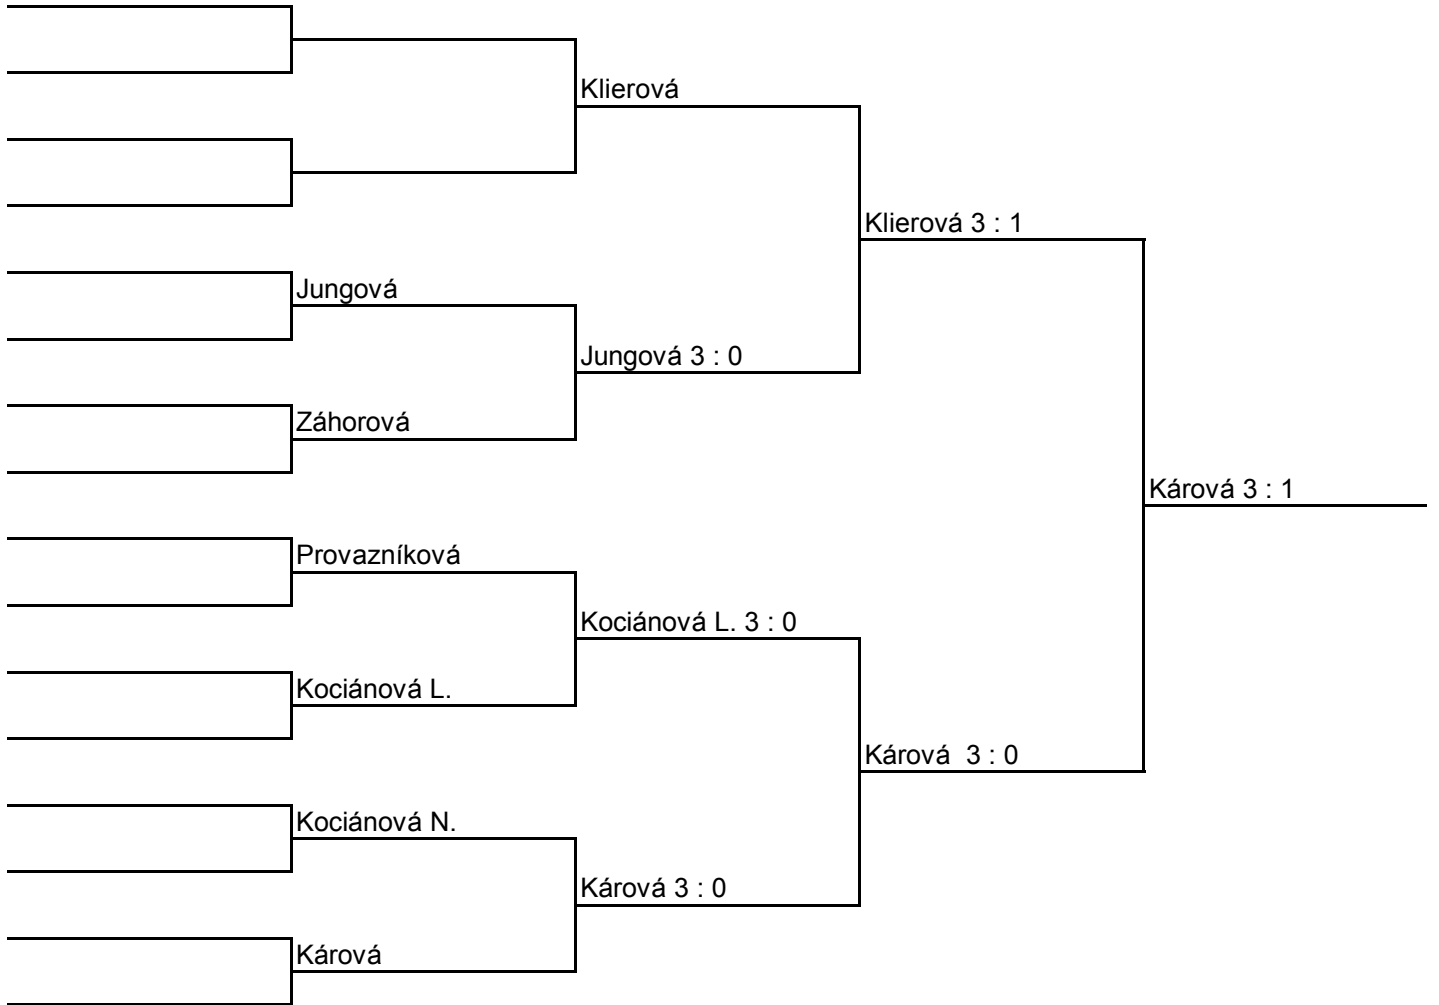 Klierová
Klierová 3 : 1
Jungová
Jungová 3 : 0
Záhorová
Kárová 3 : 1
Provazníková
Kociánová L. 3 : 0
Kociánová L.
Kárová  3 : 0
Kociánová N.
Kárová 3 : 0
Kárová